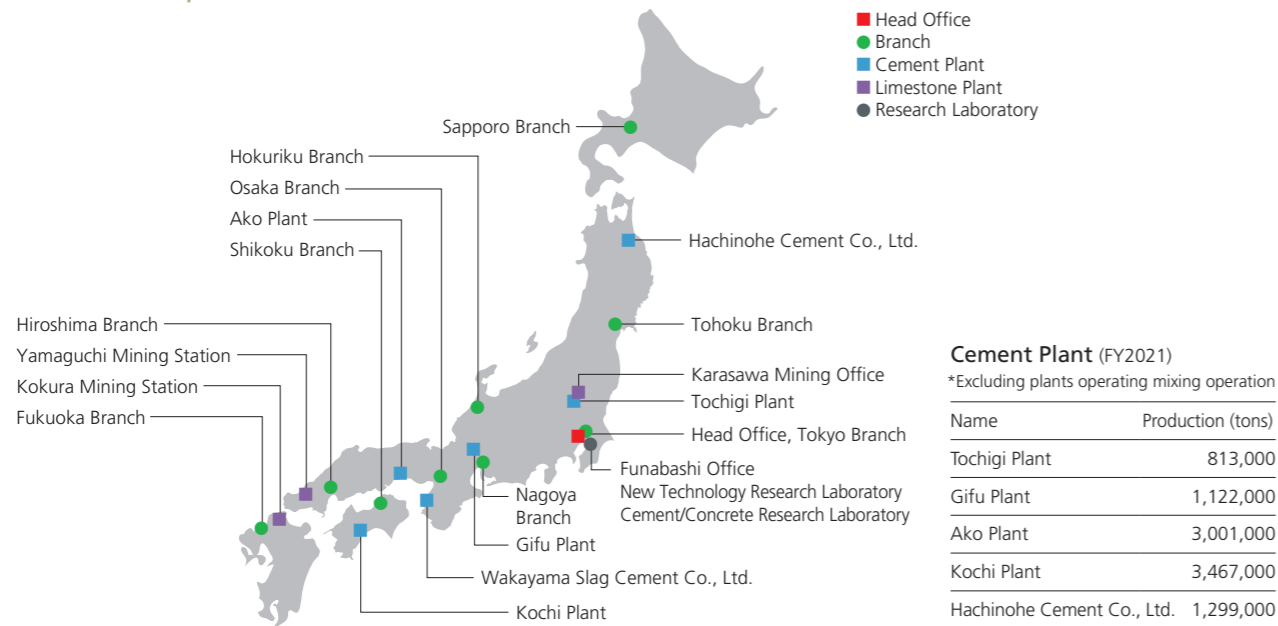 Head Office
Branch
Cement Plant
Limestone Plant
Research Laboratory
Sapporo Branch
Hokuriku Branch
Osaka Branch
Ako Plant
Shikoku Branch
Hiroshima Branch
Yamaguchi Mining Station
Kokura Mining Station
Fukuoka Branch
Hachinohe Cement Co., Ltd.
Tohoku Branch
Karasawa Mining Office
Tochigi Plant
Head Office, Tokyo Branch
Funabashi Office
New Technology Research Laboratory
Cement/Concrete Research Laboratory
Nagoya
Branch
Gifu Plant
Wakayama Slag Cement Co., Ltd.
Kochi Plant
Cement Plant (FY2021)
*Excluding plants operating mixing operation
Name Production (tons)
Tochigi Plant 813,000
Gifu Plant 1,122,000
Ako Plant 3,001,000
Kochi Plant 3,467,000
Hachinohe Cement Co., Ltd. 1,299,000